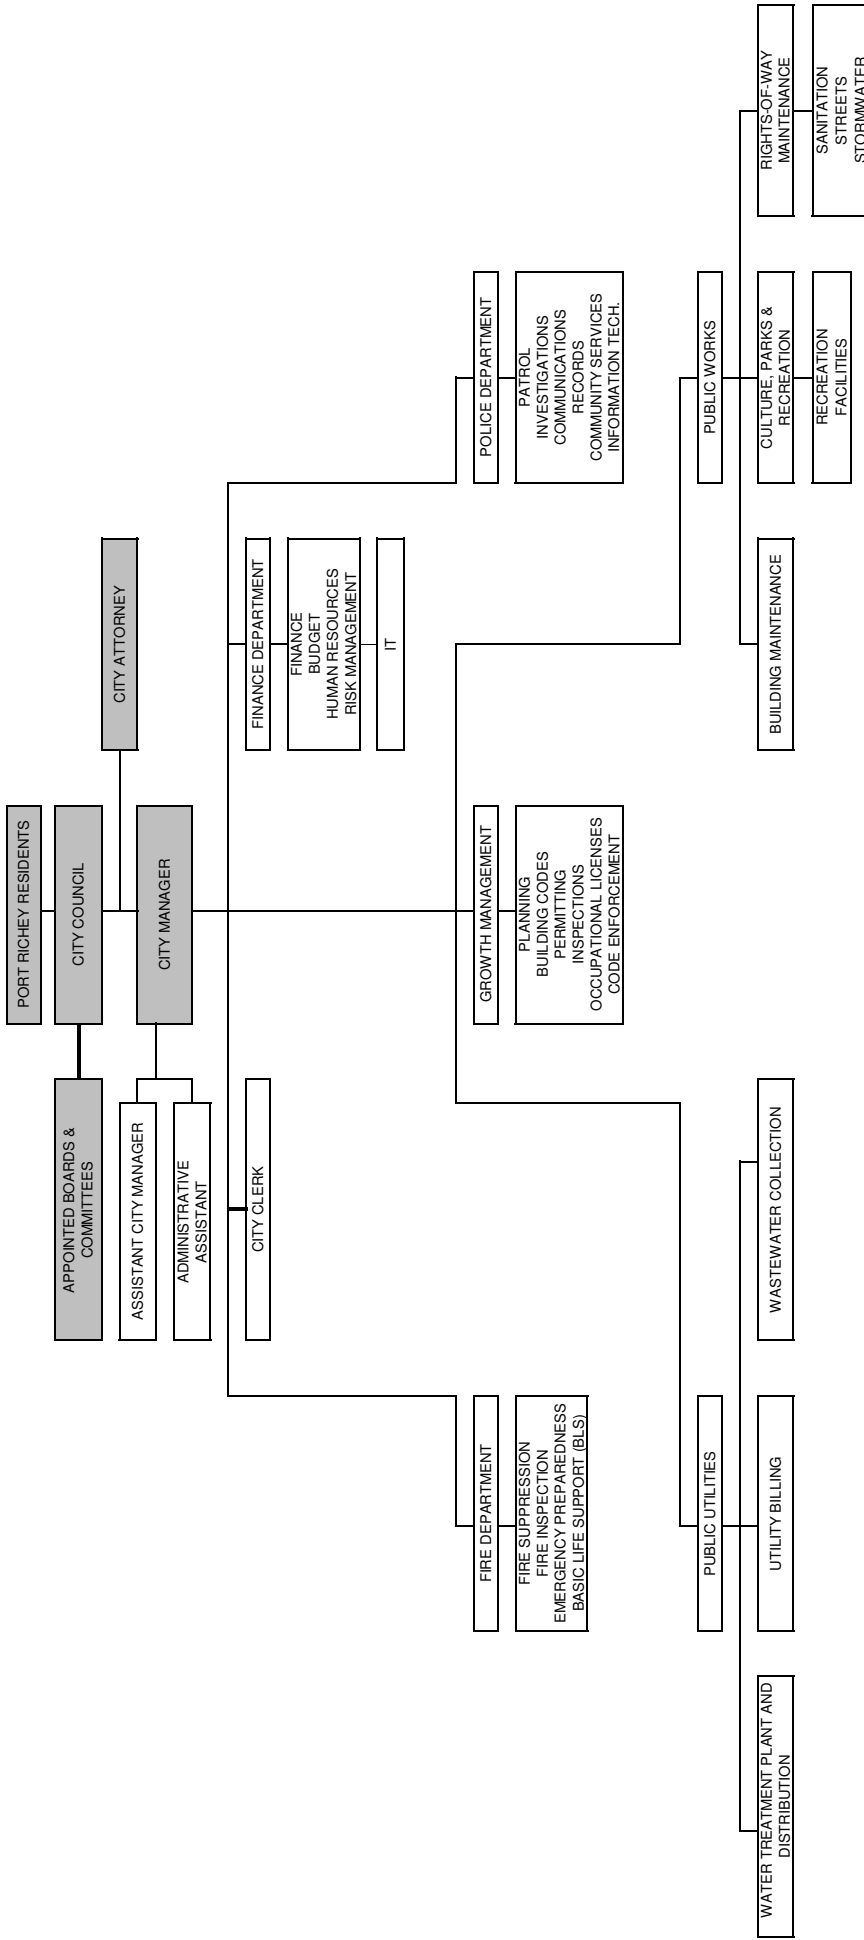 PORT RICHEY RESIDENTS
CITY COUNCIL
APPOINTED BOARDS &
COMMITTEES
CITY ATTORNEY
CITY MANAGER
ASSISTANT CITY MANAGER
ADMINISTRATIVE
ASSISTANT
CITY CLERK
FINANCE DEPARTMENT
FINANCE
BUDGET
HUMAN RESOURCES
RISK MANAGEMENT
IT
FIRE DEPARTMENT
FIRE SUPPRESSION
FIRE INSPECTION
EMERGENCY PREPAREDNESS
BASIC LIFE SUPPORT (BLS)
GROWTH MANAGEMENT
PLANNING
BUILDING CODES
PERMITTING
INSPECTIONS
OCCUPATIONAL LICENSES
CODE ENFORCEMENT
POLICE DEPARTMENT
PATROL
INVESTIGATIONS
COMMUNICATIONS
RECORDS
COMMUNITY SERVICES
INFORMATION TECH.
PUBLIC UTILITIES
WATER TREATMENT PLANT AND
DISTRIBUTION
UTILITY BILLING
WASTEWATER COLLECTION
PUBLIC WORKS
BUILDING MAINTENANCE
CULTURE, PARKS &
RECREATION
RECREATION
FACILITIES
RIGHTS-OF-WAY
MAINTENANCE
SANITATION
STREETS
STORMWATER